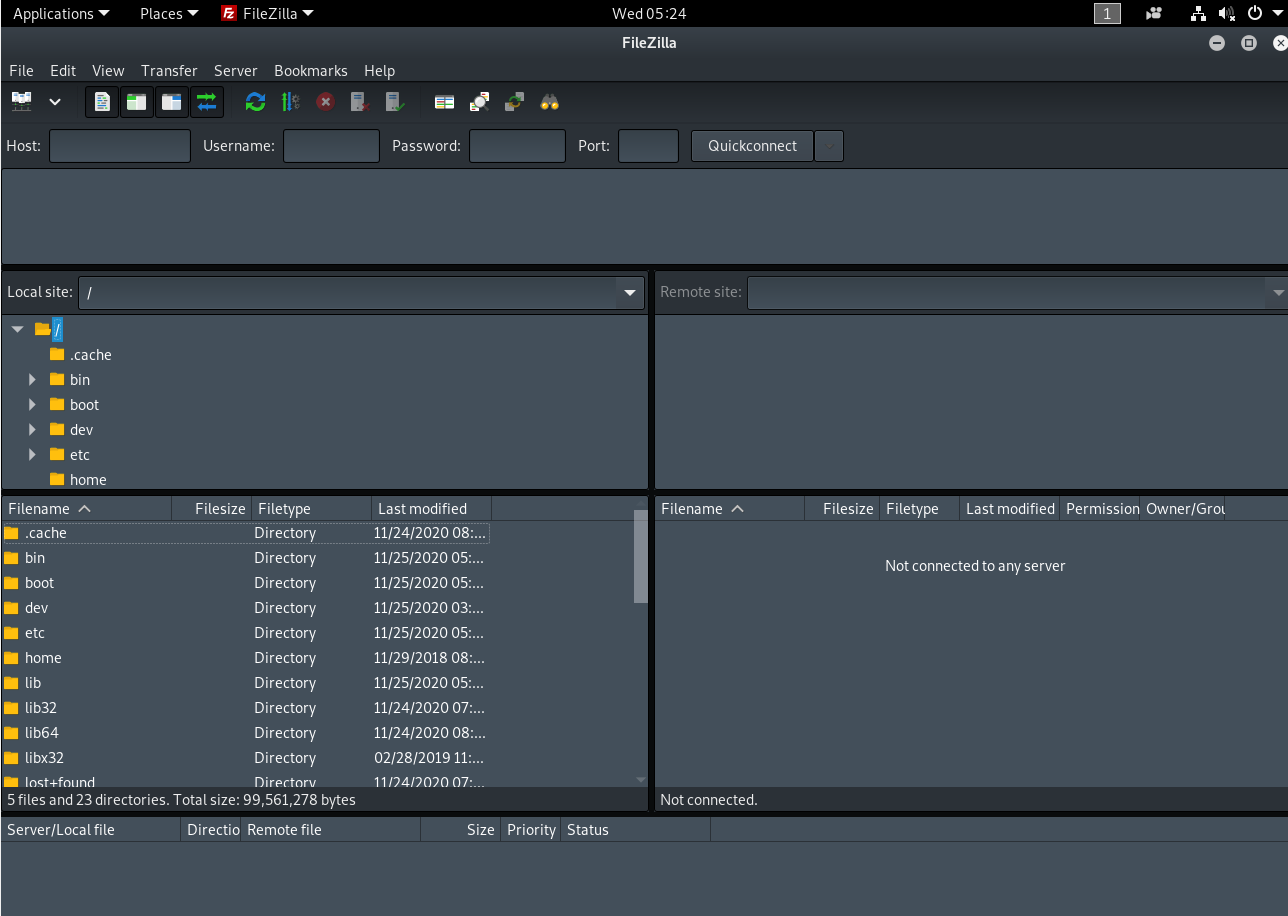 Applications Places FileZilla Wed 05:24 1
FileZilla
File Edit View Transfer Server Bookmarks Help
Host: Username: Password: Port: Quickconnect
Local site: / Remote site:
/
.cache
bin
boot
dev
etc
home
Filename Filesize Filetype Last modified Filename Filesize Filetype Last modified Permission Owner/Grou
.cache Directory 11/24/2020 08:...
bin Directory 11/25/2020 05:...
Not connected to any server
boot Directory 11/25/2020 05:...
dev Directory 11/25/2020 03:...
etc Directory 11/25/2020 05:...
home Directory 11/29/2018 08:...
lib Directory 11/25/2020 05:...
lib32 Directory 11/24/2020 07:...
lib64 Directory 11/24/2020 08:...
libx32 Directory 02/28/2019 11:...
lost+found Directory 11/24/2020 07:...
5 files and 23 directories. Total size: 99,561,278 bytes Not connected.
Server/Local file Directio Remote file Size Priority Status